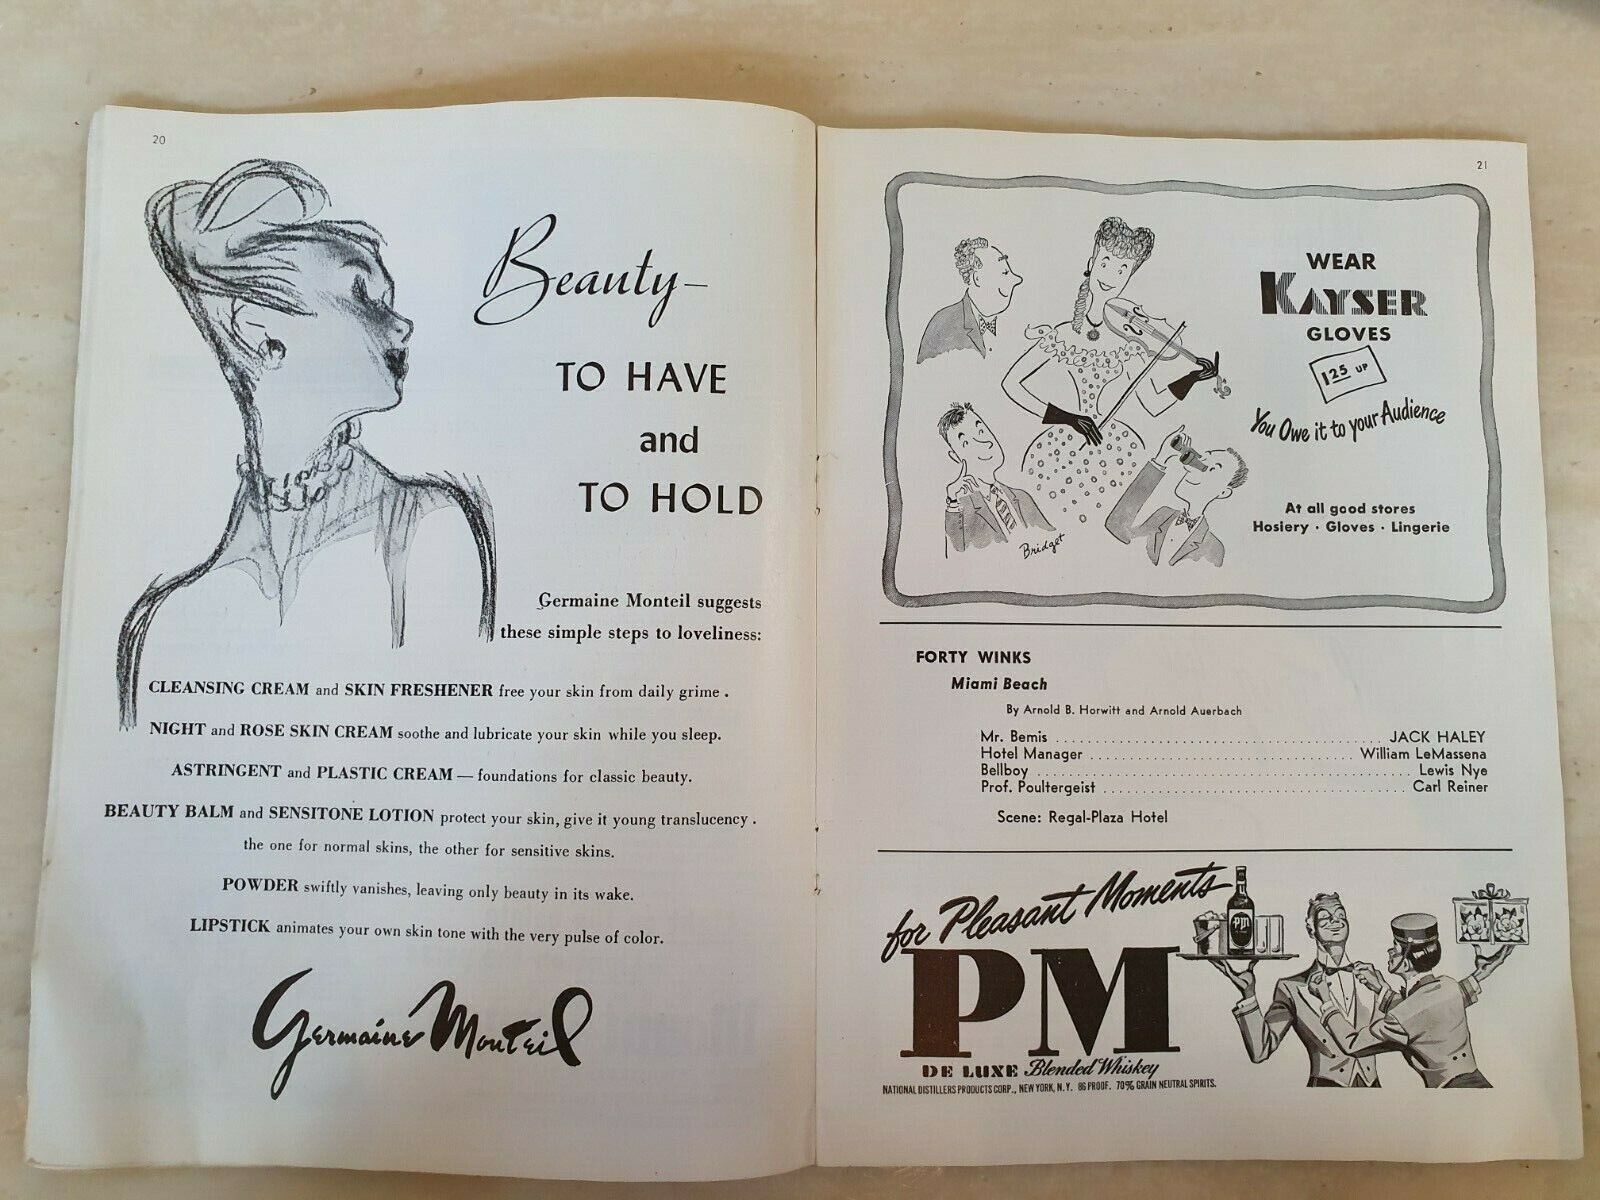 20
Beauty—
TO HAVE
and
TO HOLD
Germaine Monteil suggests
these simple steps to loveliness:
CLEANSING CREAM and SKIN FRESHENER free your skin from daily grime.
NIGHT and ROSE SKIN CREAM soothe and lubricate your skin while you sleep.
ASTRINGENT and PLASTIC CREAM — foundations for classic beauty.
BEAUTY BALM and SENSITONE LOTION protect your skin, give it young translucency.
the one for normal skins, the other for sensitive skins.
POWDER swiftly vanishes, leaving only beauty in its wake.
LIPSTICK animates your own skin tone with the very pulse of color.
Germaine Monteil
21
WEAR
KAYSER
GLOVES
1.25 UP
You Owe it to your Audience
At all good stores
Hosiery · Gloves · Lingerie
Bridget
FORTY WINKS
Miami Beach
By Arnold B. Horwitt and Arnold Auerbach
Mr. Bemis ........ JACK HALEY
Hotel Manager ........ William LeMassena
Bellboy ........ Lewis Nye
Prof. Poultergeist ........ Carl Reiner
Scene: Regal-Plaza Hotel
for Pleasant Moments
PM
PM
DE LUXE Blended Whiskey
NATIONAL DISTILLERS PRODUCTS CORP., NEW YORK, N.Y. 86 PROOF. 70% GRAIN NEUTRAL SPIRITS.